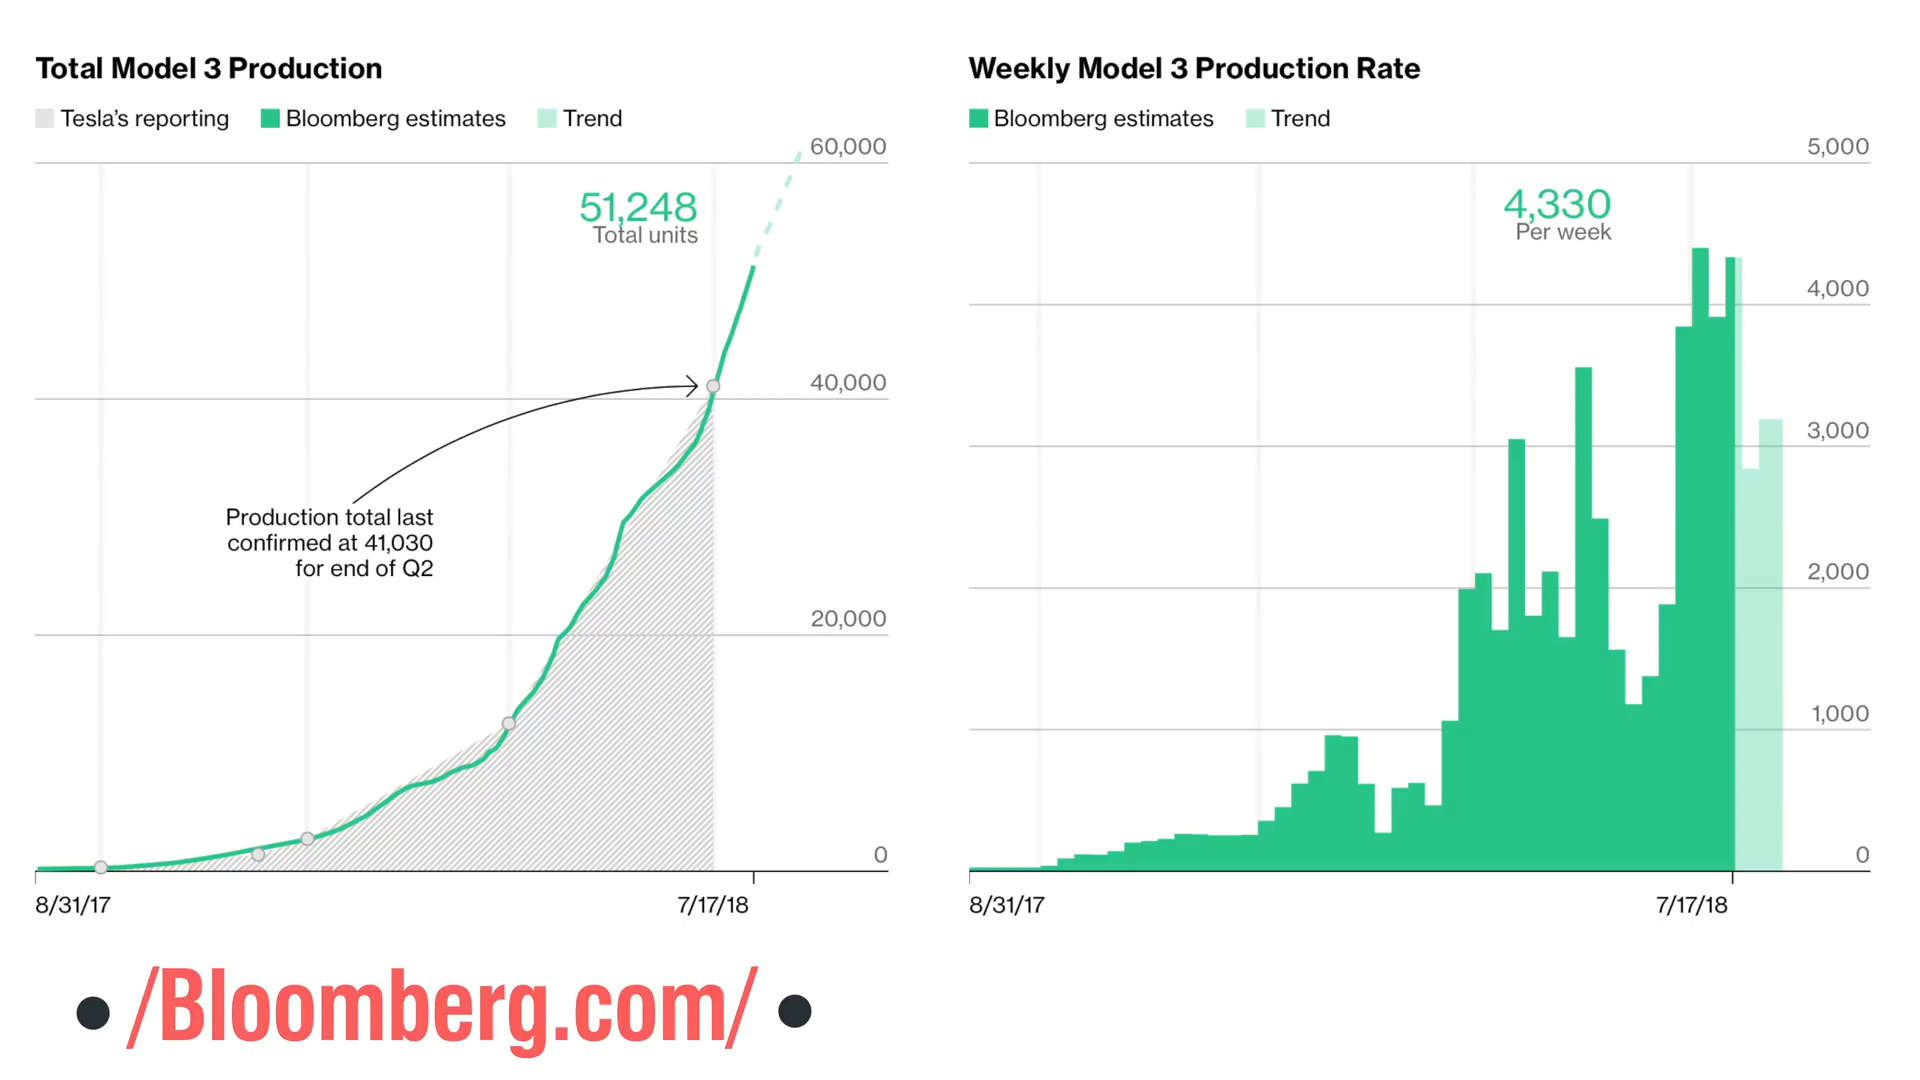 Total Model 3 Production
Tesla's reporting Bloomberg estimates Trend
60,000
51,248
Total units
40,000
Production total last
confirmed at 41,030
for end of Q2
20,000
0
8/31/17 7/17/18
Weekly Model 3 Production Rate
Bloomberg estimates Trend
5,000
4,330
Per week
4,000
3,000
2,000
1,000
0
8/31/17 7/17/18
• /Bloomberg.com/ •